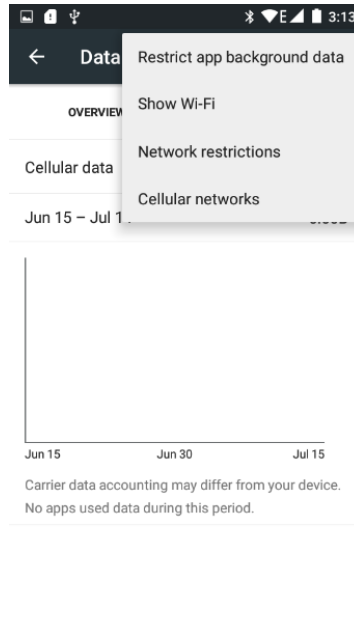 E 3:13
Data
Restrict app background data
Show Wi-Fi
Network restrictions
Cellular networks
OVERVIEW
Cellular data
Jun 15 – Jul 1
Jun 15 Jun 30 Jul 15
Carrier data accounting may differ from your device.
No apps used data during this period.